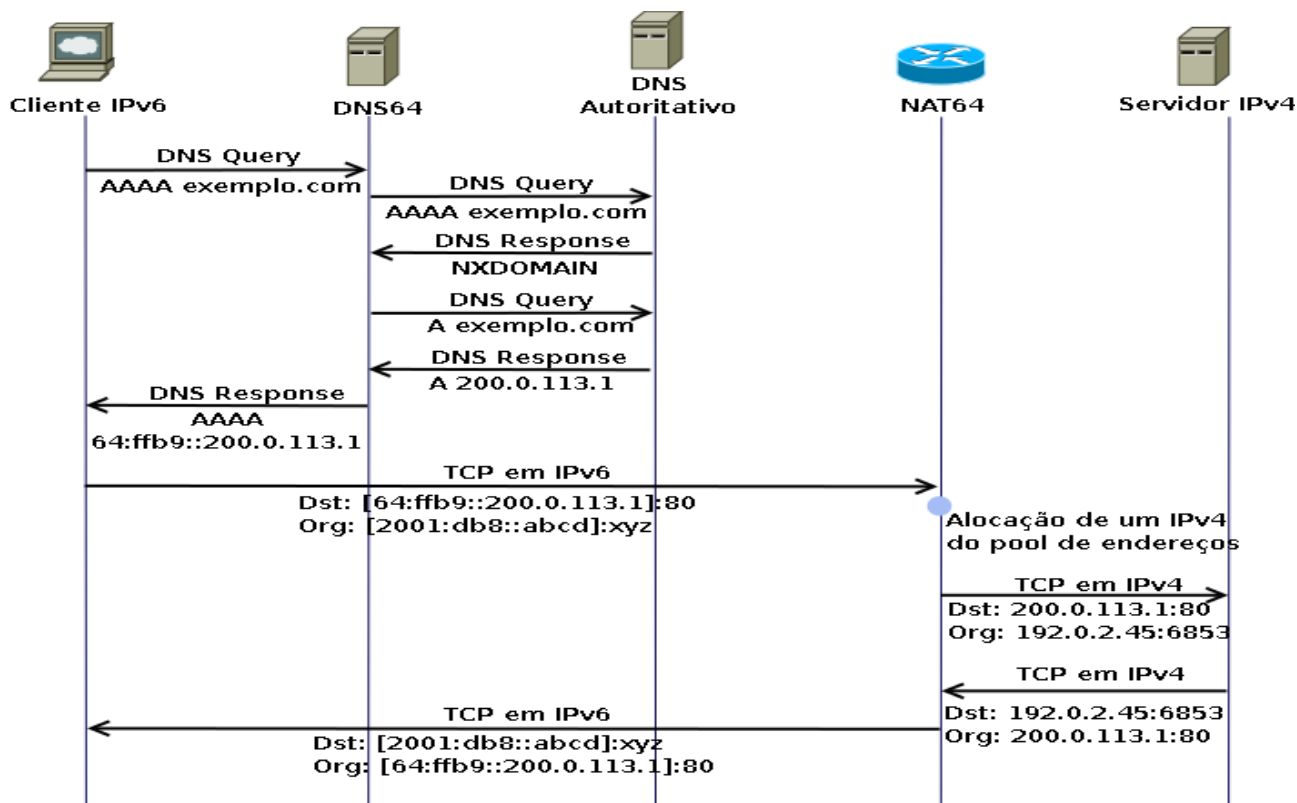 Cliente IPv6
DNS64
DNS
Autoritativo
NAT64
Servidor IPv4
DNS Query
AAAA exemplo.com
DNS Query
AAAA exemplo.com
DNS Response
NXDOMAIN
DNS Query
A exemplo.com
DNS Response
A 200.0.113.1
DNS Response
AAAA
64:ffb9::200.0.113.1
TCP em IPv6
Dst: [64:ffb9::200.0.113.1]:80
Org: [2001:db8::abcd]:xyz
Alocação de um IPv4
do pool de endereços
TCP em IPv4
Dst: 200.0.113.1:80
Org: 192.0.2.45:6853
TCP em IPv4
Dst: 192.0.2.45:6853
Org: 200.0.113.1:80
TCP em IPv6
Dst: [2001:db8::abcd]:xyz
Org: [64:ffb9::200.0.113.1]:80